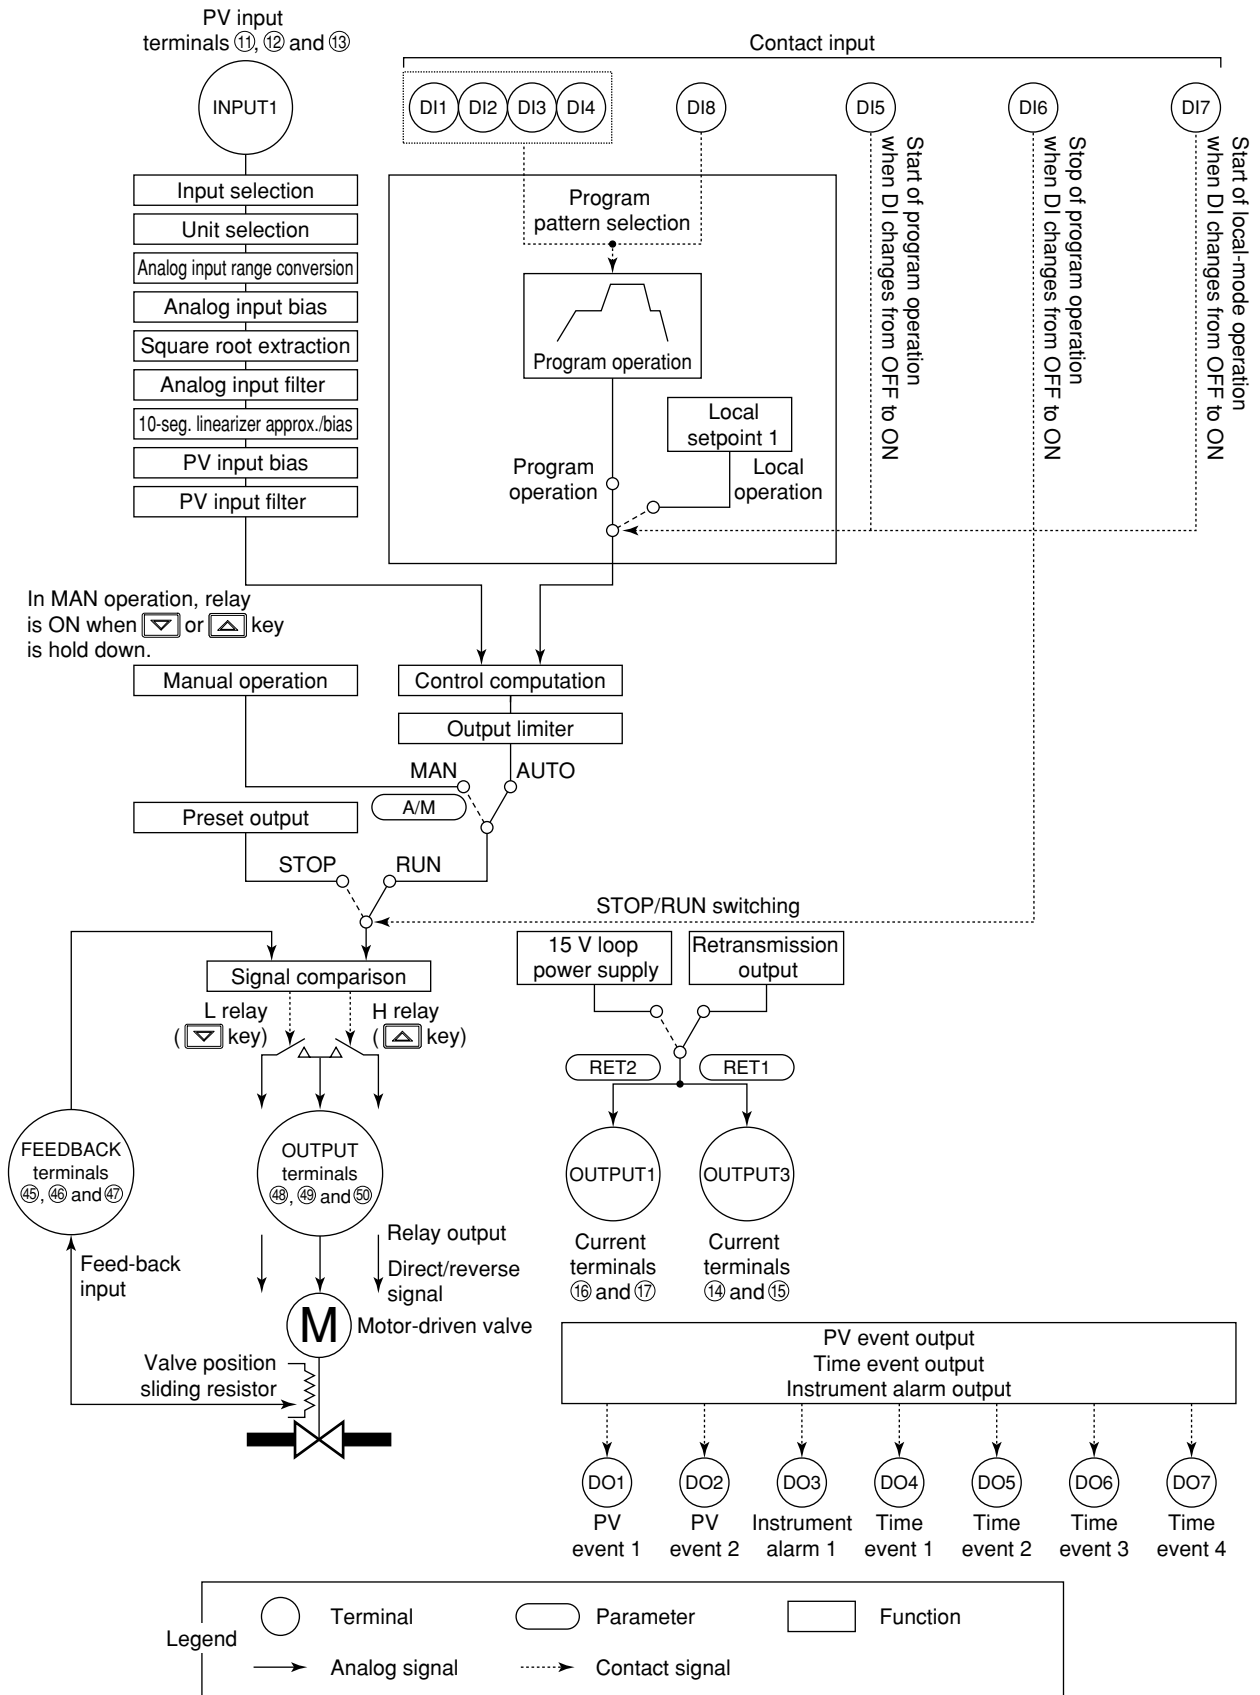 PV input
terminals ⑪, ⑫ and ⑬
Contact input
INPUT1
DI1
DI2
DI3
DI4
DI8
DI5
DI6
DI7
Start of program operation
when DI changes from OFF to ON
Stop of program operation
when DI changes from OFF to ON
Start of local-mode operation
when DI changes from OFF to ON
Input selection
Unit selection
Analog input range conversion
Analog input bias
Square root extraction
Analog input filter
10-seg. linearizer approx./bias
PV input bias
PV input filter
Program
pattern selection
Program operation
Local
setpoint 1
Program
operation
Local
operation
In MAN operation, relay
is ON when ▽ or △ key
is hold down.
Manual operation
Control computation
Output limiter
MAN
AUTO
A/M
Preset output
STOP
RUN
STOP/RUN switching
15 V loop
power supply
Retransmission
output
Signal comparison
L relay
( ▽ key)
H relay
( △ key)
RET2
RET1
FEEDBACK
terminals
㊺, ㊻ and ㊼
OUTPUT
terminals
㊽, ㊾ and ㊿
OUTPUT1
OUTPUT3
Current
terminals
⑯ and ⑰
Current
terminals
⑭ and ⑮
Relay output
Direct/reverse
signal
Feed-back
input
M
Motor-driven valve
Valve position
sliding resistor
PV event output
Time event output
Instrument alarm output
DO1
DO2
DO3
DO4
DO5
DO6
DO7
PV
event 1
PV
event 2
Instrument
alarm 1
Time
event 1
Time
event 2
Time
event 3
Time
event 4
Legend
Terminal
Parameter
Function
Analog signal
Contact signal